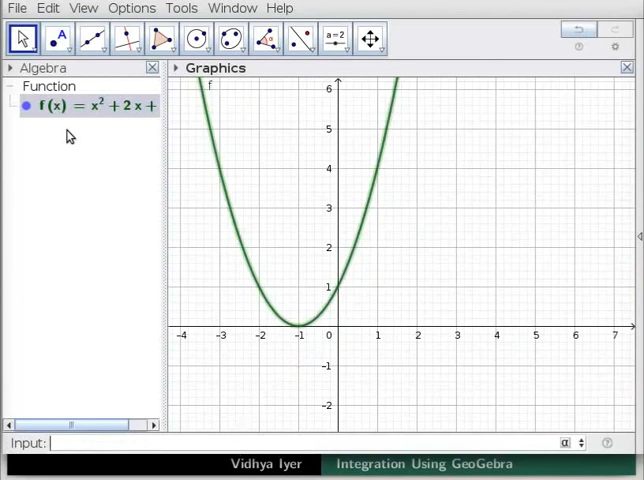 File Edit View Options Tools Window Help
A a=2
Algebra Graphics
Function
f(x) = x² + 2 x +
f
6
5
4
3
2
1
−4 −3 −2 −1 0 1 2 3 4 5 6 7
−1
−2
Input: α
Vidhya Iyer Integration Using GeoGebra